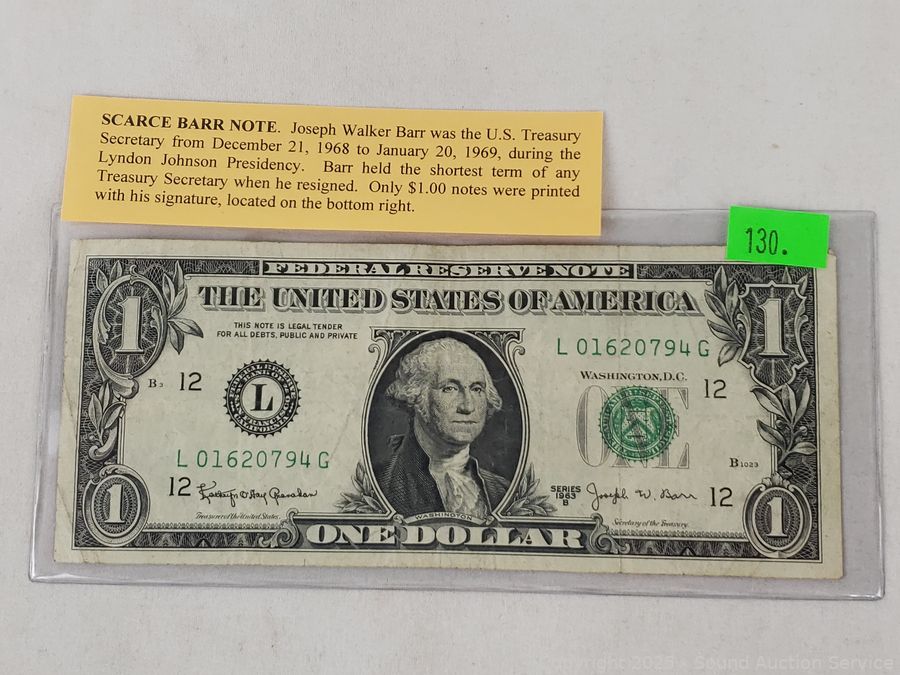 SCARCE BARR NOTE. Joseph Walker Barr was the U.S. Treasury
Secretary from December 21, 1968 to January 20, 1969, during the
Lyndon Johnson Presidency. Barr held the shortest term of any
Treasury Secretary when he resigned. Only $1.00 notes were printed
with his signature, located on the bottom right.
130.
FEDERAL RESERVE NOTE
THE UNITED STATES OF AMERICA
1
1
THIS NOTE IS LEGAL TENDER
FOR ALL DEBTS, PUBLIC AND PRIVATE
L 01620794 G
WASHINGTON, D.C.
B3
12
L
ONE
12
B1023
L 01620794 G
12
Treasurer of the United States.
SERIES
1963
B
Joseph W. Barr
12
Secretary of the Treasury.
1
WASHINGTON
1
ONE DOLLAR
Copyright 2025 - Sound Auction Service